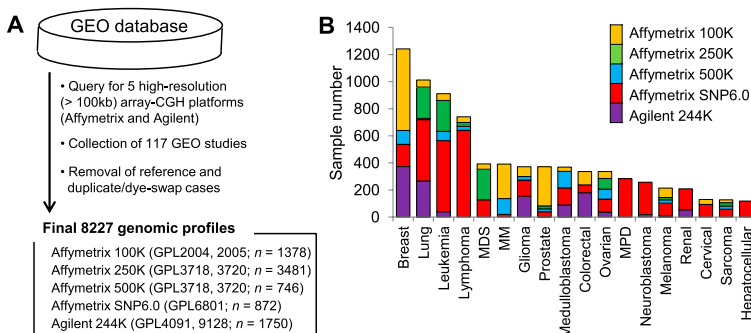 A
GEO database
• Query for 5 high-resolution
(> 100kb) array-CGH platforms
(Affymetrix and Agilent)
• Collection of 117 GEO studies
• Removal of reference and
duplicate/dye-swap cases
Final 8227 genomic profiles
Affymetrix 100K (GPL2004, 2005; n = 1378)
Affymetrix 250K (GPL3718, 3720; n = 3481)
Affymetrix 500K (GPL3718, 3720; n = 746)
Affymetrix SNP6.0 (GPL6801; n = 872)
Agilent 244K (GPL4091, 9128; n = 1750)
B
Sample number
1400
1200
1000
800
600
400
200
0
Affymetrix 100K
Affymetrix 250K
Affymetrix 500K
Affymetrix SNP6.0
Agilent 244K
Breast
Lung
Leukemia
Lymphoma
MDS
MM
Glioma
Prostate
Medulloblastoma
Colorectal
Ovarian
MPD
Neuroblastoma
Melanoma
Renal
Cervical
Sarcoma
Hepatocellular